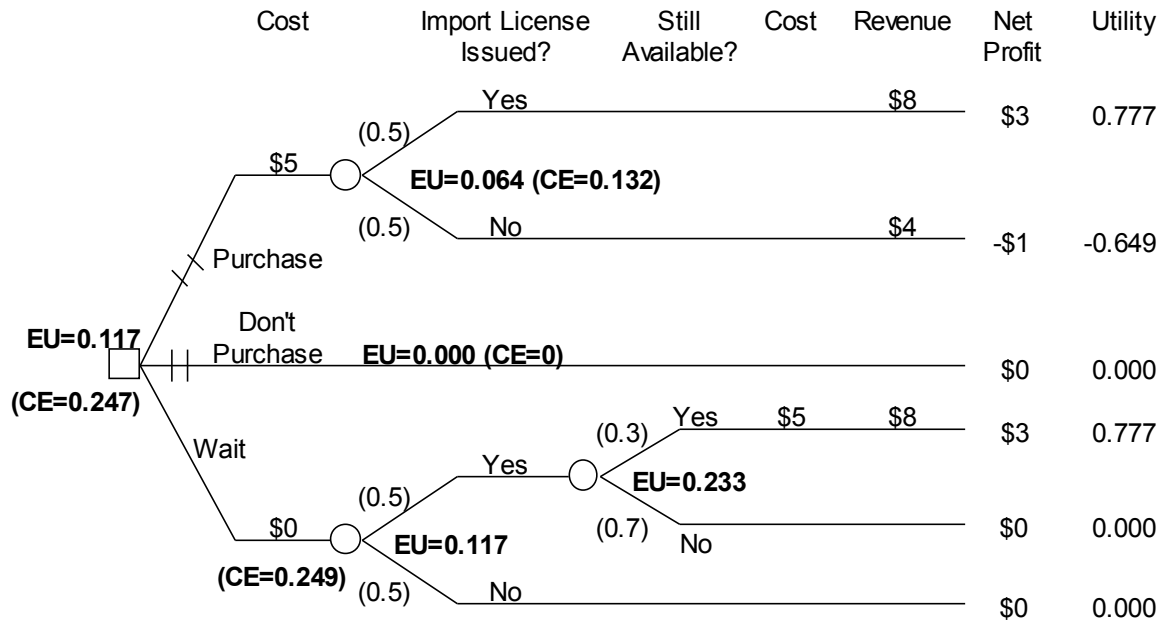 Cost Import License Still Cost Revenue Net Utility
Issued? Available? Profit
Yes $8
$3 0.777
(0.5)
$5
EU=0.064 (CE=0.132)
(0.5) No $4
-$1 -0.649
Purchase
Don't
EU=0.117 Purchase EU=0.000 (CE=0)
$0 0.000
(CE=0.247)
Yes $5 $8
(0.3) $3 0.777
Wait
Yes
EU=0.233
(0.5)
$0 (0.7) $0 0.000
EU=0.117 No
(CE=0.249)
(0.5) No
$0 0.000